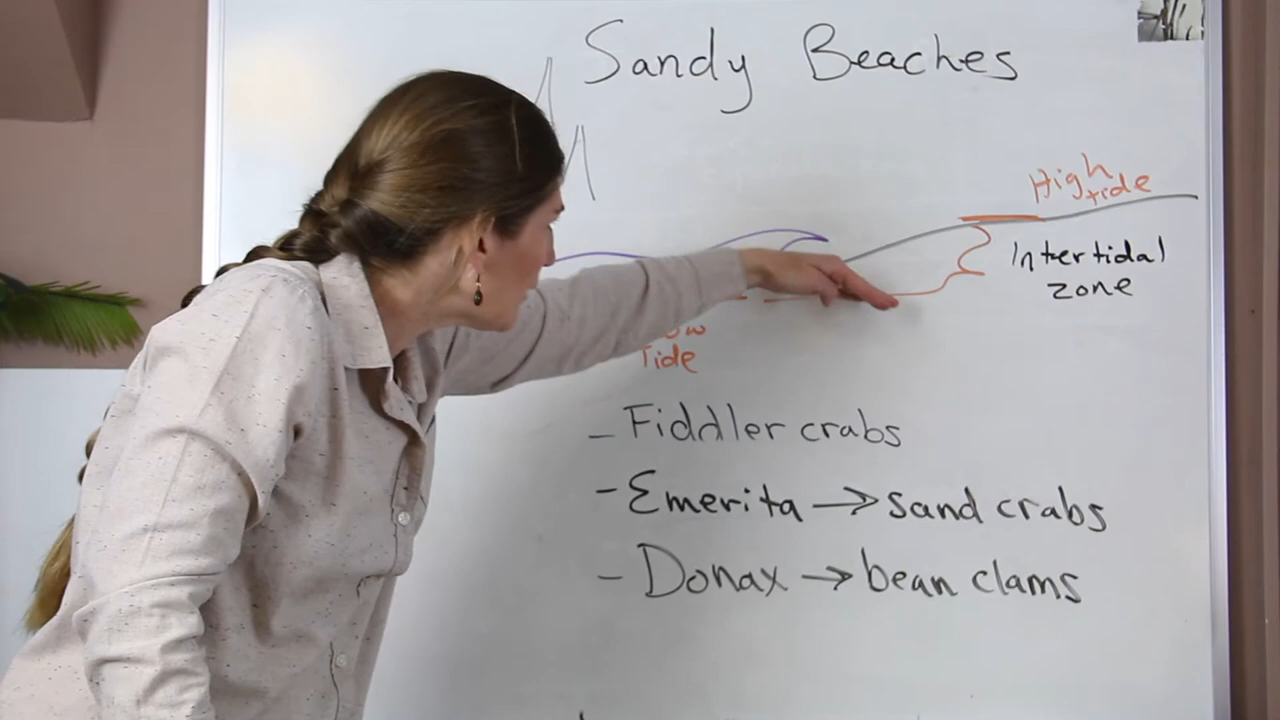 Sandy Beaches
High
tide
Intertidal
zone
Tide
- Fiddler crabs
- Emerita → sand crabs
- Donax → bean clams